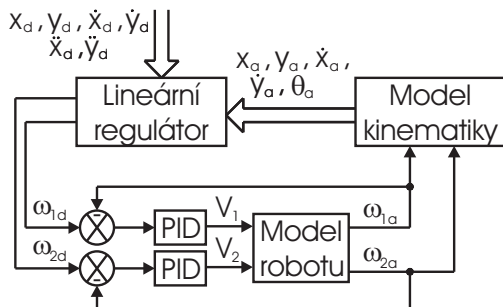 x_d, y_d, ẋ_d, ẏ_d
ẍ_d, ÿ_d
x_a, y_a, ẋ_a,
ẏ_a, θ_a
Lineární
regulátor
Model
kinematiky
ω_1d
PID
V_1
Model
robotu
ω_1a
ω_2d
PID
V_2
ω_2a